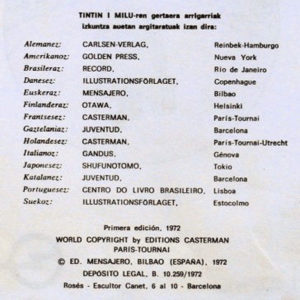 TINTIN I MILU-ren gertaera arrigarriak
izkuntza auetan argitaratuak izan dira:
Alemanez: CARLSEN-VERLAG, Reinbek-Hamburgo
Amerikanoz: GOLDEN PRESS, Nueva York
Brasileraz: RECORD, Río de Janeiro
Danesez: ILLUSTRATIONSFORLAGET, Copenhague
Euskeraz: MENSAJERO, Bilbao
Finlanderaz: OTAWA, Helsinki
Frantsesez: CASTERMAN, París-Tournai
Gaztelaniaz: JUVENTUD, Barcelona
Holandesez: CASTERMAN, París-Tournai-Utrecht
Italianoz: GANDUS, Génova
Japonesez: SHUFUNOTOMO, Tokio
Katalanez: JUVENTUD, Barcelona
Portuguesez: CENTRO DO LIVRO BRASILEIRO, Lisboa
Suekoz: ILLUSTRATIONSFORLAGET, Estocolmo
Primera edición, 1972
WORLD COPYRIGHT by EDITIONS CASTERMAN
PARIS-TOURNAI
© ED. MENSAJERO, BILBAO (ESPAÑA), 1972
DEPOSITO LEGAL, B. 10.259/1972
Rosés - Escultor Canet, 6 al 10 - Barcelona